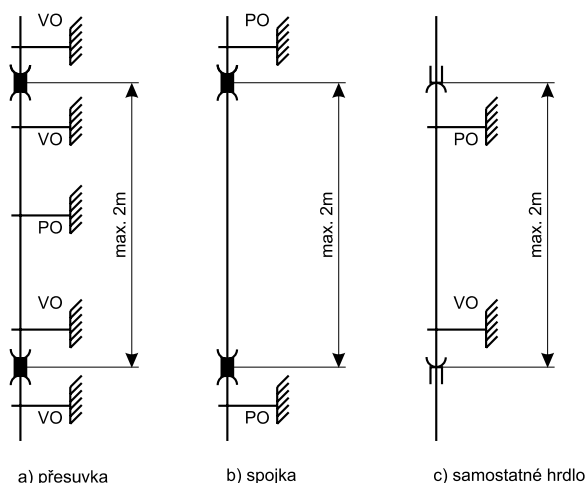 VO
VO
PO
VO
VO
max. 2m
a) přesuvka
PO
PO
max. 2m
b) spojka
PO
VO
max. 2m
c) samostatné hrdlo